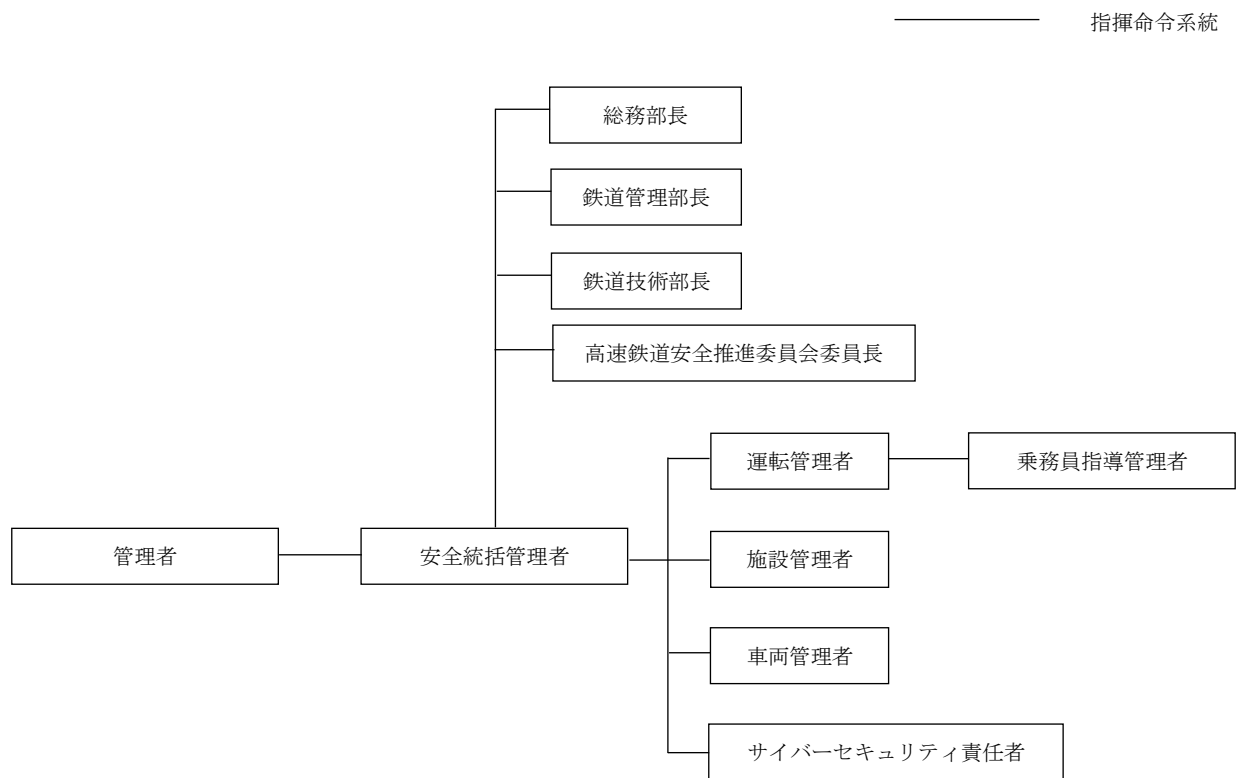 指揮命令系統
総務部長
鉄道管理部長
鉄道技術部長
高速鉄道安全推進委員会委員長
運転管理者
乗務員指導管理者
管理者
安全統括管理者
施設管理者
車両管理者
サイバーセキュリティ責任者